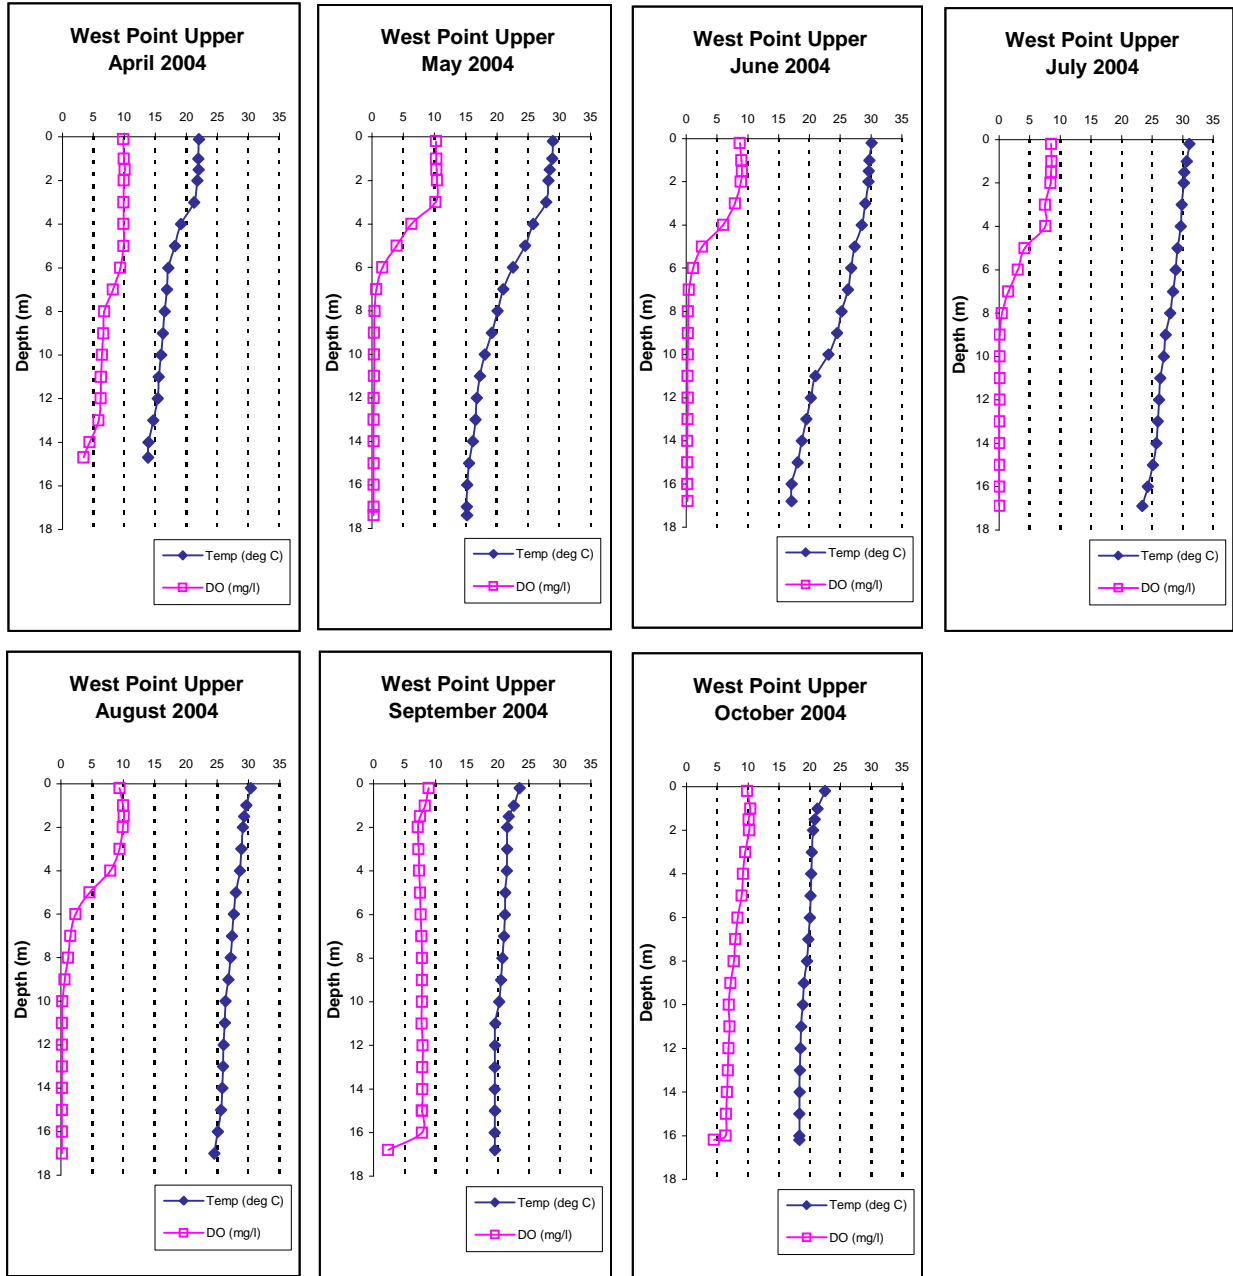 West Point Upper
April 2004
0 5 10 15 20 25 30 35
0
2
4
6
8
10
12
14
16
18
Depth (m)
Temp (deg C)
DO (mg/l)
West Point Upper
May 2004
0 5 10 15 20 25 30 35
0
2
4
6
8
10
12
14
16
18
Depth (m)
Temp (deg C)
DO (mg/l)
West Point Upper
June 2004
0 5 10 15 20 25 30 35
0
2
4
6
8
10
12
14
16
18
Depth (m)
Temp (deg C)
DO (mg/l)
West Point Upper
July 2004
0 5 10 15 20 25 30 35
0
2
4
6
8
10
12
14
16
18
Depth (m)
Temp (deg C)
DO (mg/l)
West Point Upper
August 2004
0 5 10 15 20 25 30 35
0
2
4
6
8
10
12
14
16
18
Depth (m)
Temp (deg C)
DO (mg/l)
West Point Upper
September 2004
0 5 10 15 20 25 30 35
0
2
4
6
8
10
12
14
16
18
Depth (m)
Temp (deg C)
DO (mg/l)
West Point Upper
October 2004
0 5 10 15 20 25 30 35
0
2
4
6
8
10
12
14
16
18
Depth (m)
Temp (deg C)
DO (mg/l)